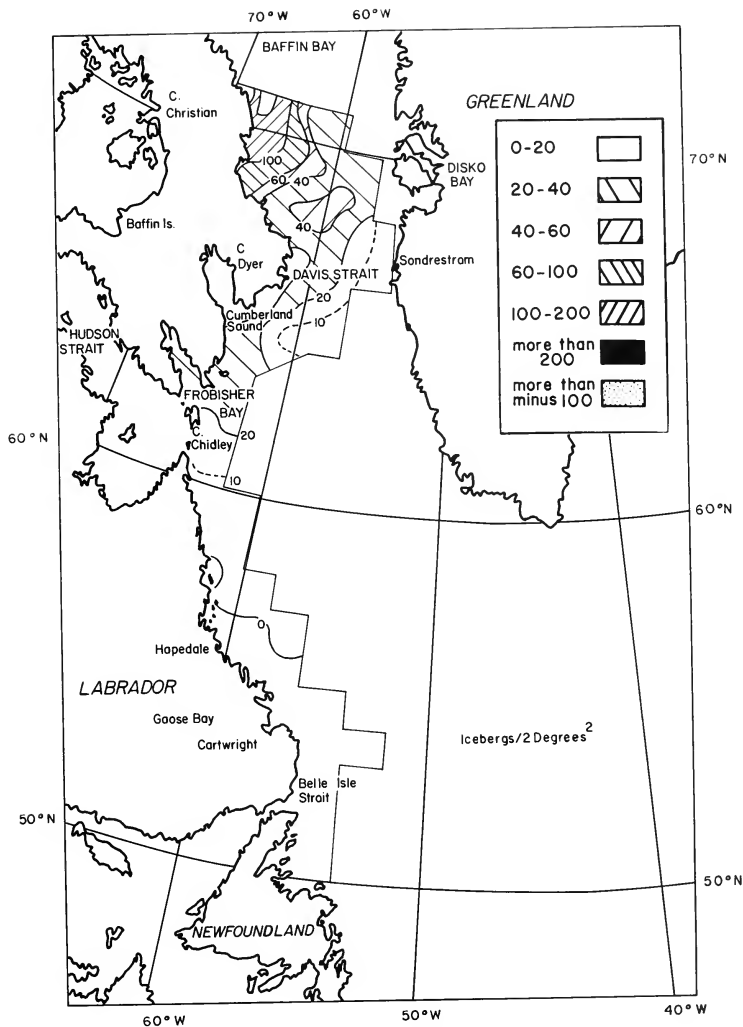 70°W 60°W
BAFFIN BAY
GREENLAND
C.
Christian
0-20
20-40
40-60
60-100
100-200
more than
200
more than
minus 100
70°N
DISKO
BAY
100
60 40
40
Baffin Is.
C
Dyer
DAVIS STRAIT
Sondrestrom
20
10
Cumberland
Sound
HUDSON
STRAIT
FROBISHER
BAY
20
C.
Chidley
10
60°N
60°N
0
Hopedale
LABRADOR
Goose Bay
Cartwright
Icebergs/2 Degrees²
Belle Isle
Strait
50°N
50°N
NEWFOUNDLAND
60°W
50°W
40°W